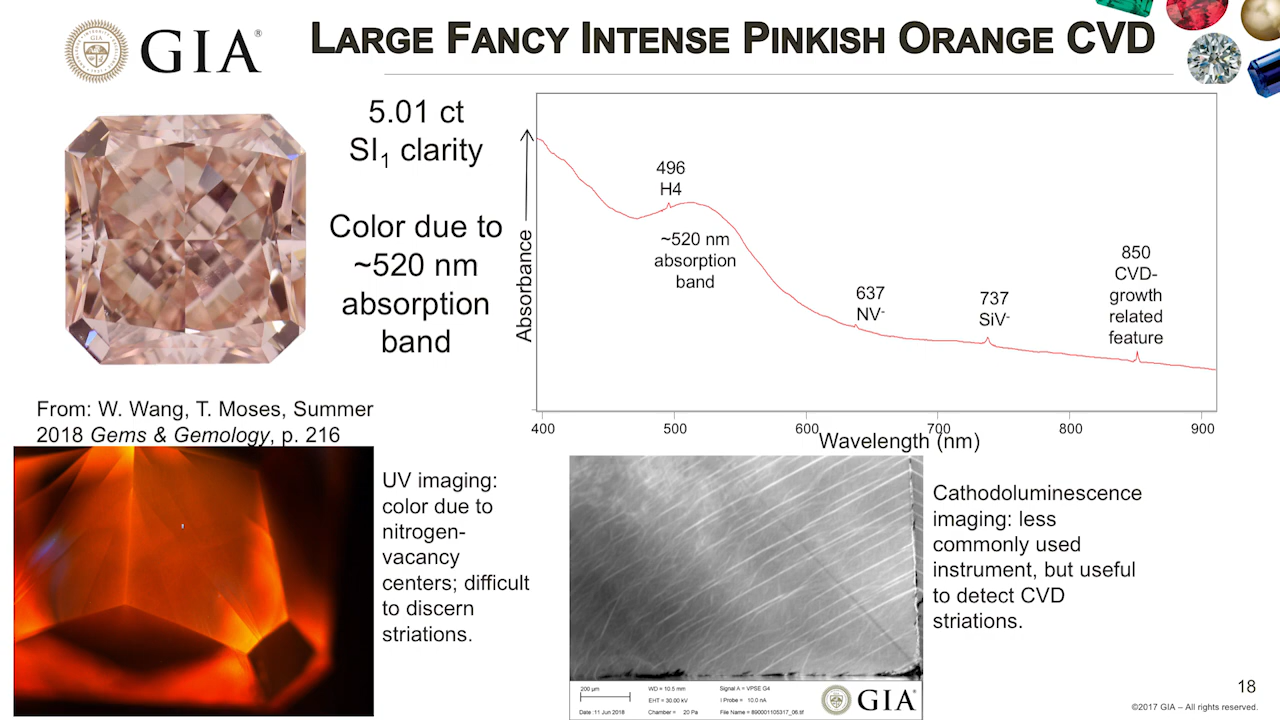 GIA®
LARGE FANCY INTENSE PINKISH ORANGE CVD
5.01 ct
SI1 clarity
Color due to
~520 nm
absorption
band
Absorbance
496
H4
~520 nm
absorption
band
637
NV-
737
SiV-
850
CVD-
growth
related
feature
400 500 600 700 800 900
Wavelength (nm)
From: W. Wang, T. Moses, Summer
2018 Gems & Gemology, p. 216
UV imaging:
color due to
nitrogen-
vacancy
centers; difficult
to discern
striations.
200 µm WD = 10.5 mm Signal A = VPSE G4
EHT = 30.00 kV I Probe = 10.0 nA
Date :11 Jun 2018 Chamber = 20 Pa File Name = 890001105317_06.tif
GIA®
Cathodoluminescence
imaging: less
commonly used
instrument, but useful
to detect CVD
striations.
18
©2017 GIA – All rights reserved.